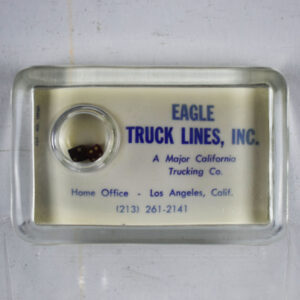 EAGLE
TRUCK LINES, INC.
A Major California
Trucking Co.
Home Office - Los Angeles, Calif.
(213) 261-2141